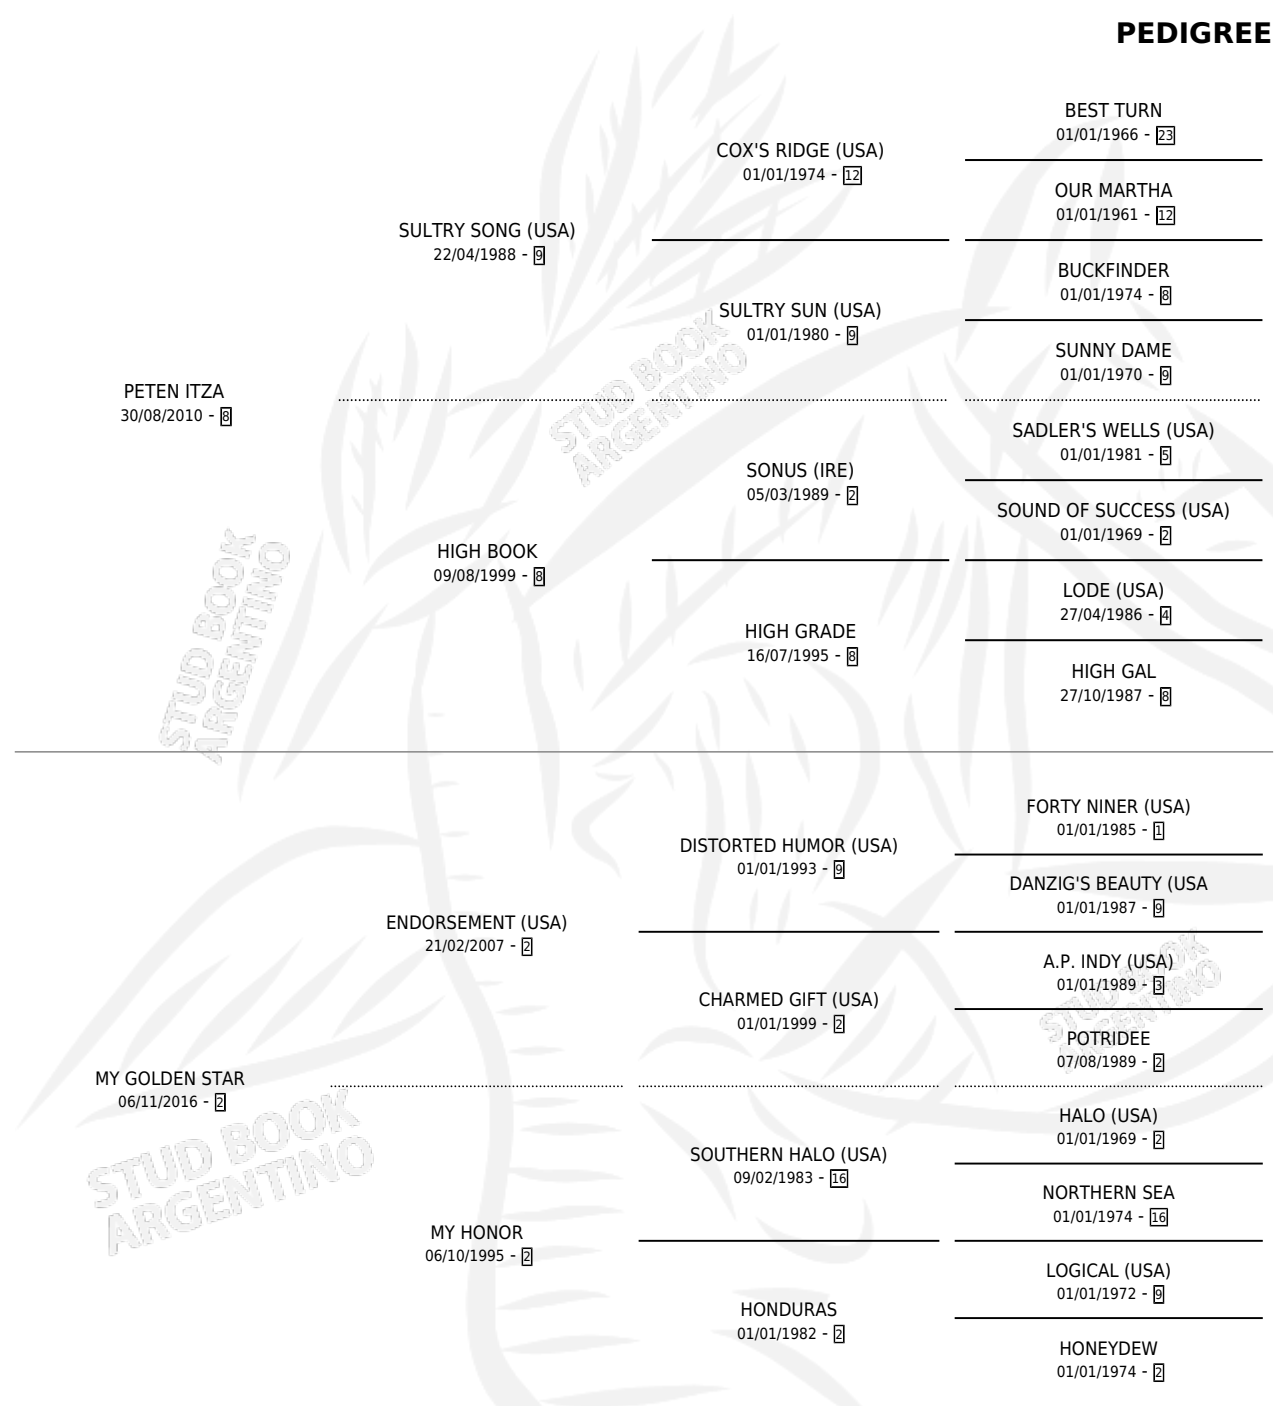 PEDIGREE
BEST TURN
01/01/1966 - 23
COX'S RIDGE (USA)
01/01/1974 - 12
OUR MARTHA
01/01/1961 - 12
SULTRY SONG (USA)
22/04/1988 - 9
BUCKFINDER
01/01/1974 - 8
SULTRY SUN (USA)
01/01/1980 - 9
SUNNY DAME
01/01/1970 - 9
PETEN ITZA
30/08/2010 - 8
SADLER'S WELLS (USA)
01/01/1981 - 5
SONUS (IRE)
05/03/1989 - 2
SOUND OF SUCCESS (USA)
01/01/1969 - 2
HIGH BOOK
09/08/1999 - 8
LODE (USA)
27/04/1986 - 4
HIGH GRADE
16/07/1995 - 8
HIGH GAL
27/10/1987 - 8
STUD BOOK
ARGENTINO
STUD BOOK
ARGENTINO
FORTY NINER (USA)
01/01/1985 - 1
DISTORTED HUMOR (USA)
01/01/1993 - 9
DANZIG'S BEAUTY (USA
01/01/1987 - 9
ENDORSEMENT (USA)
21/02/2007 - 2
A.P. INDY (USA)
01/01/1989 - 3
CHARMED GIFT (USA)
01/01/1999 - 2
POTRIDEE
07/08/1989 - 2
MY GOLDEN STAR
06/11/2016 - 2
HALO (USA)
01/01/1969 - 2
SOUTHERN HALO (USA)
09/02/1983 - 16
NORTHERN SEA
01/01/1974 - 16
MY HONOR
06/10/1995 - 2
LOGICAL (USA)
01/01/1972 - 9
HONDURAS
01/01/1982 - 2
HONEYDEW
01/01/1974 - 2
STUD BOOK
ARGENTINO
STUD BOOK
ARGENTINO